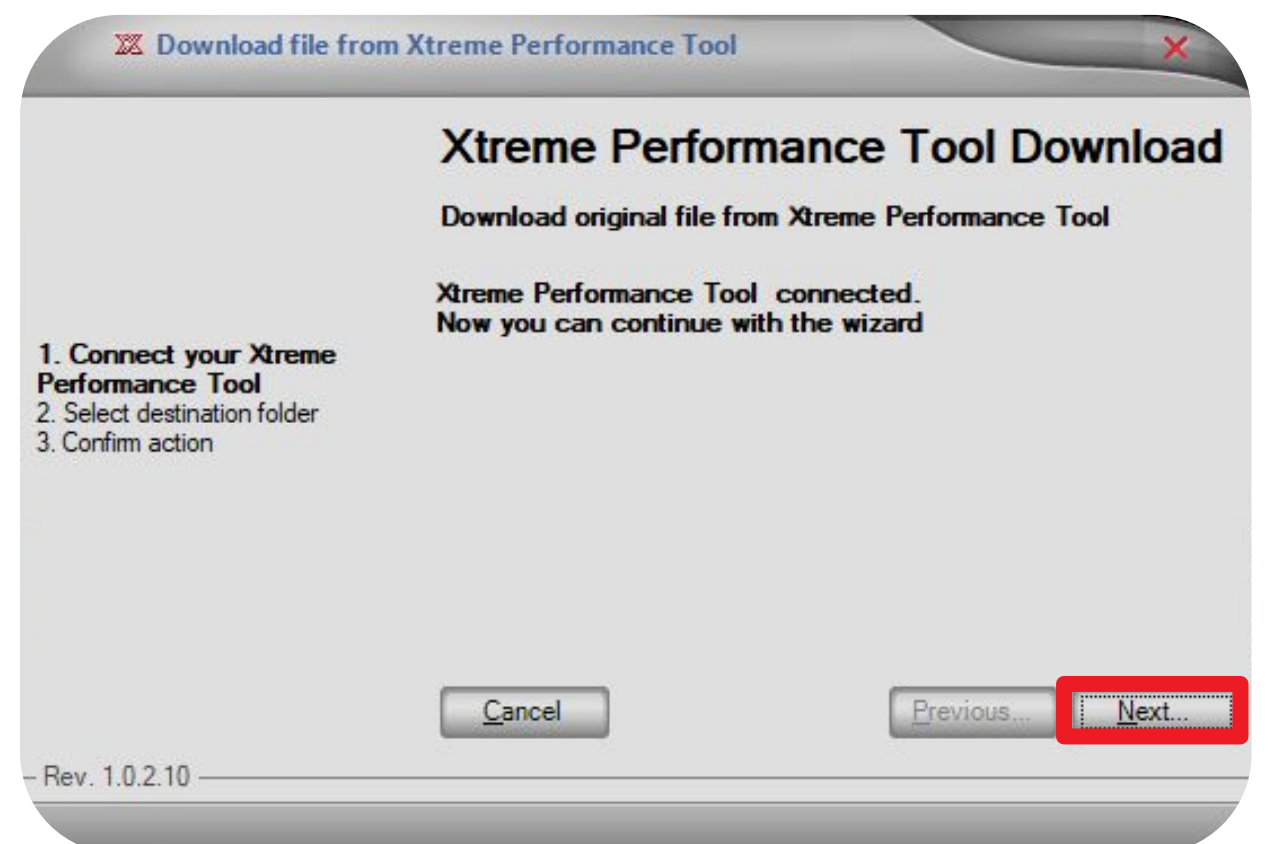 Download file from Xtreme Performance Tool
Xtreme Performance Tool Download
Download original file from Xtreme Performance Tool
Xtreme Performance Tool connected.
Now you can continue with the wizard
1. Connect your Xtreme
Performance Tool
2. Select destination folder
3. Confirm action
Cancel
Previous...
Next...
Rev. 1.0.2.10